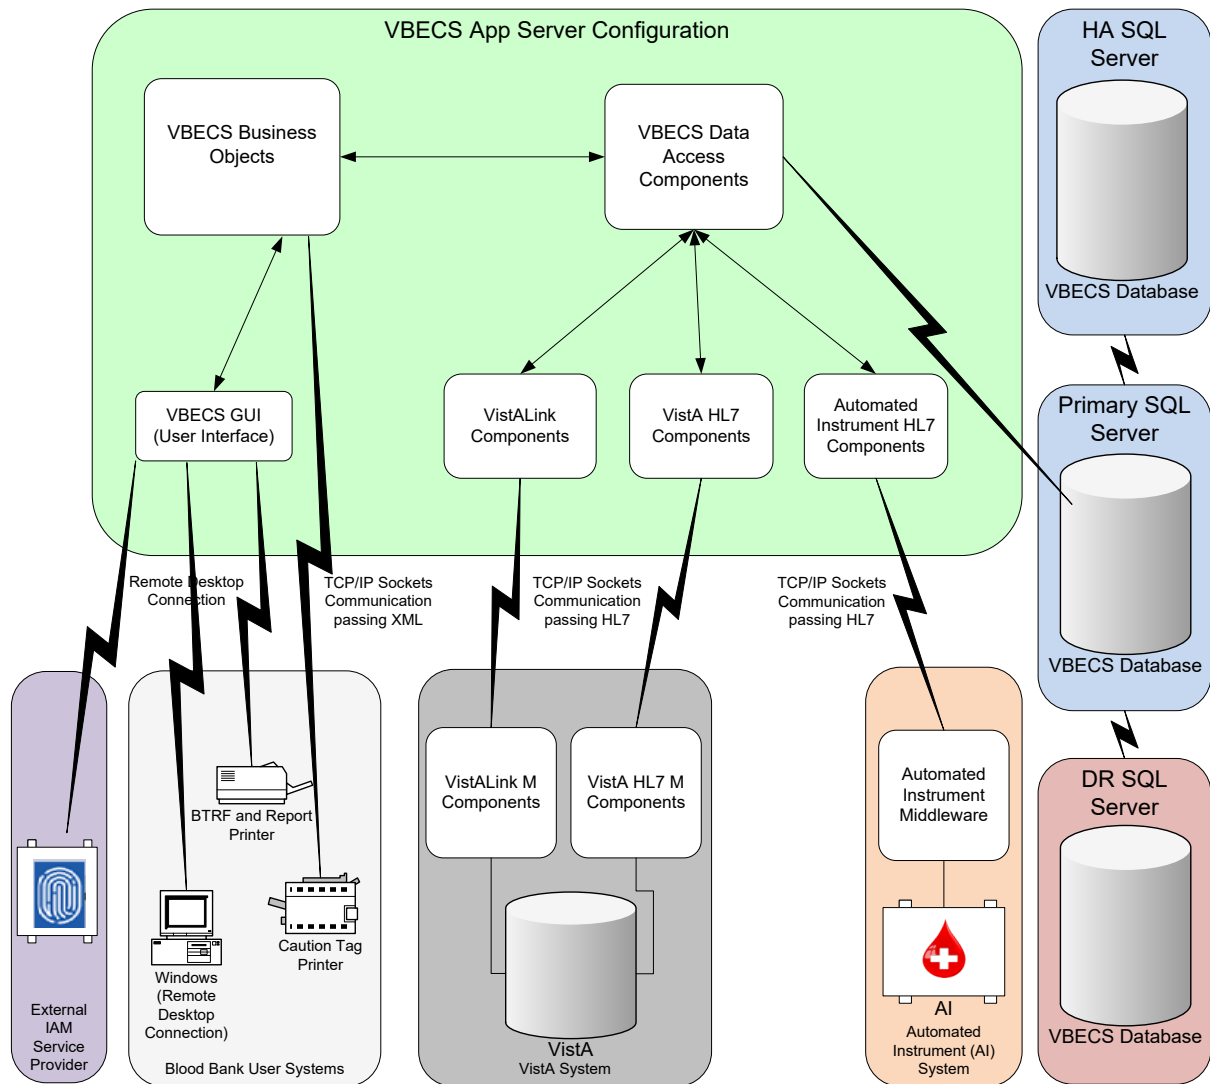 VBECS App Server Configuration
HA SQL
Server
VBECS Business
Objects
VBECS Data
Access
Components
VBECS Database
VBECS GUI
(User Interface)
VistALink
Components
VistA HL7
Components
Automated
Instrument HL7
Components
Primary SQL
Server
VBECS Database
Remote Desktop
Connection
TCP/IP Sockets
Communication
passing XML
TCP/IP Sockets
Communication
passing HL7
TCP/IP Sockets
Communication
passing HL7
BTRF and Report
Printer
Caution Tag
Printer
Windows
(Remote
Desktop
Connection)
External
IAM
Service
Provider
Blood Bank User Systems
VistALink M
Components
VistA HL7 M
Components
VistA
VistA System
Automated
Instrument
Middleware
AI
Automated
Instrument (AI)
System
DR SQL
Server
VBECS Database